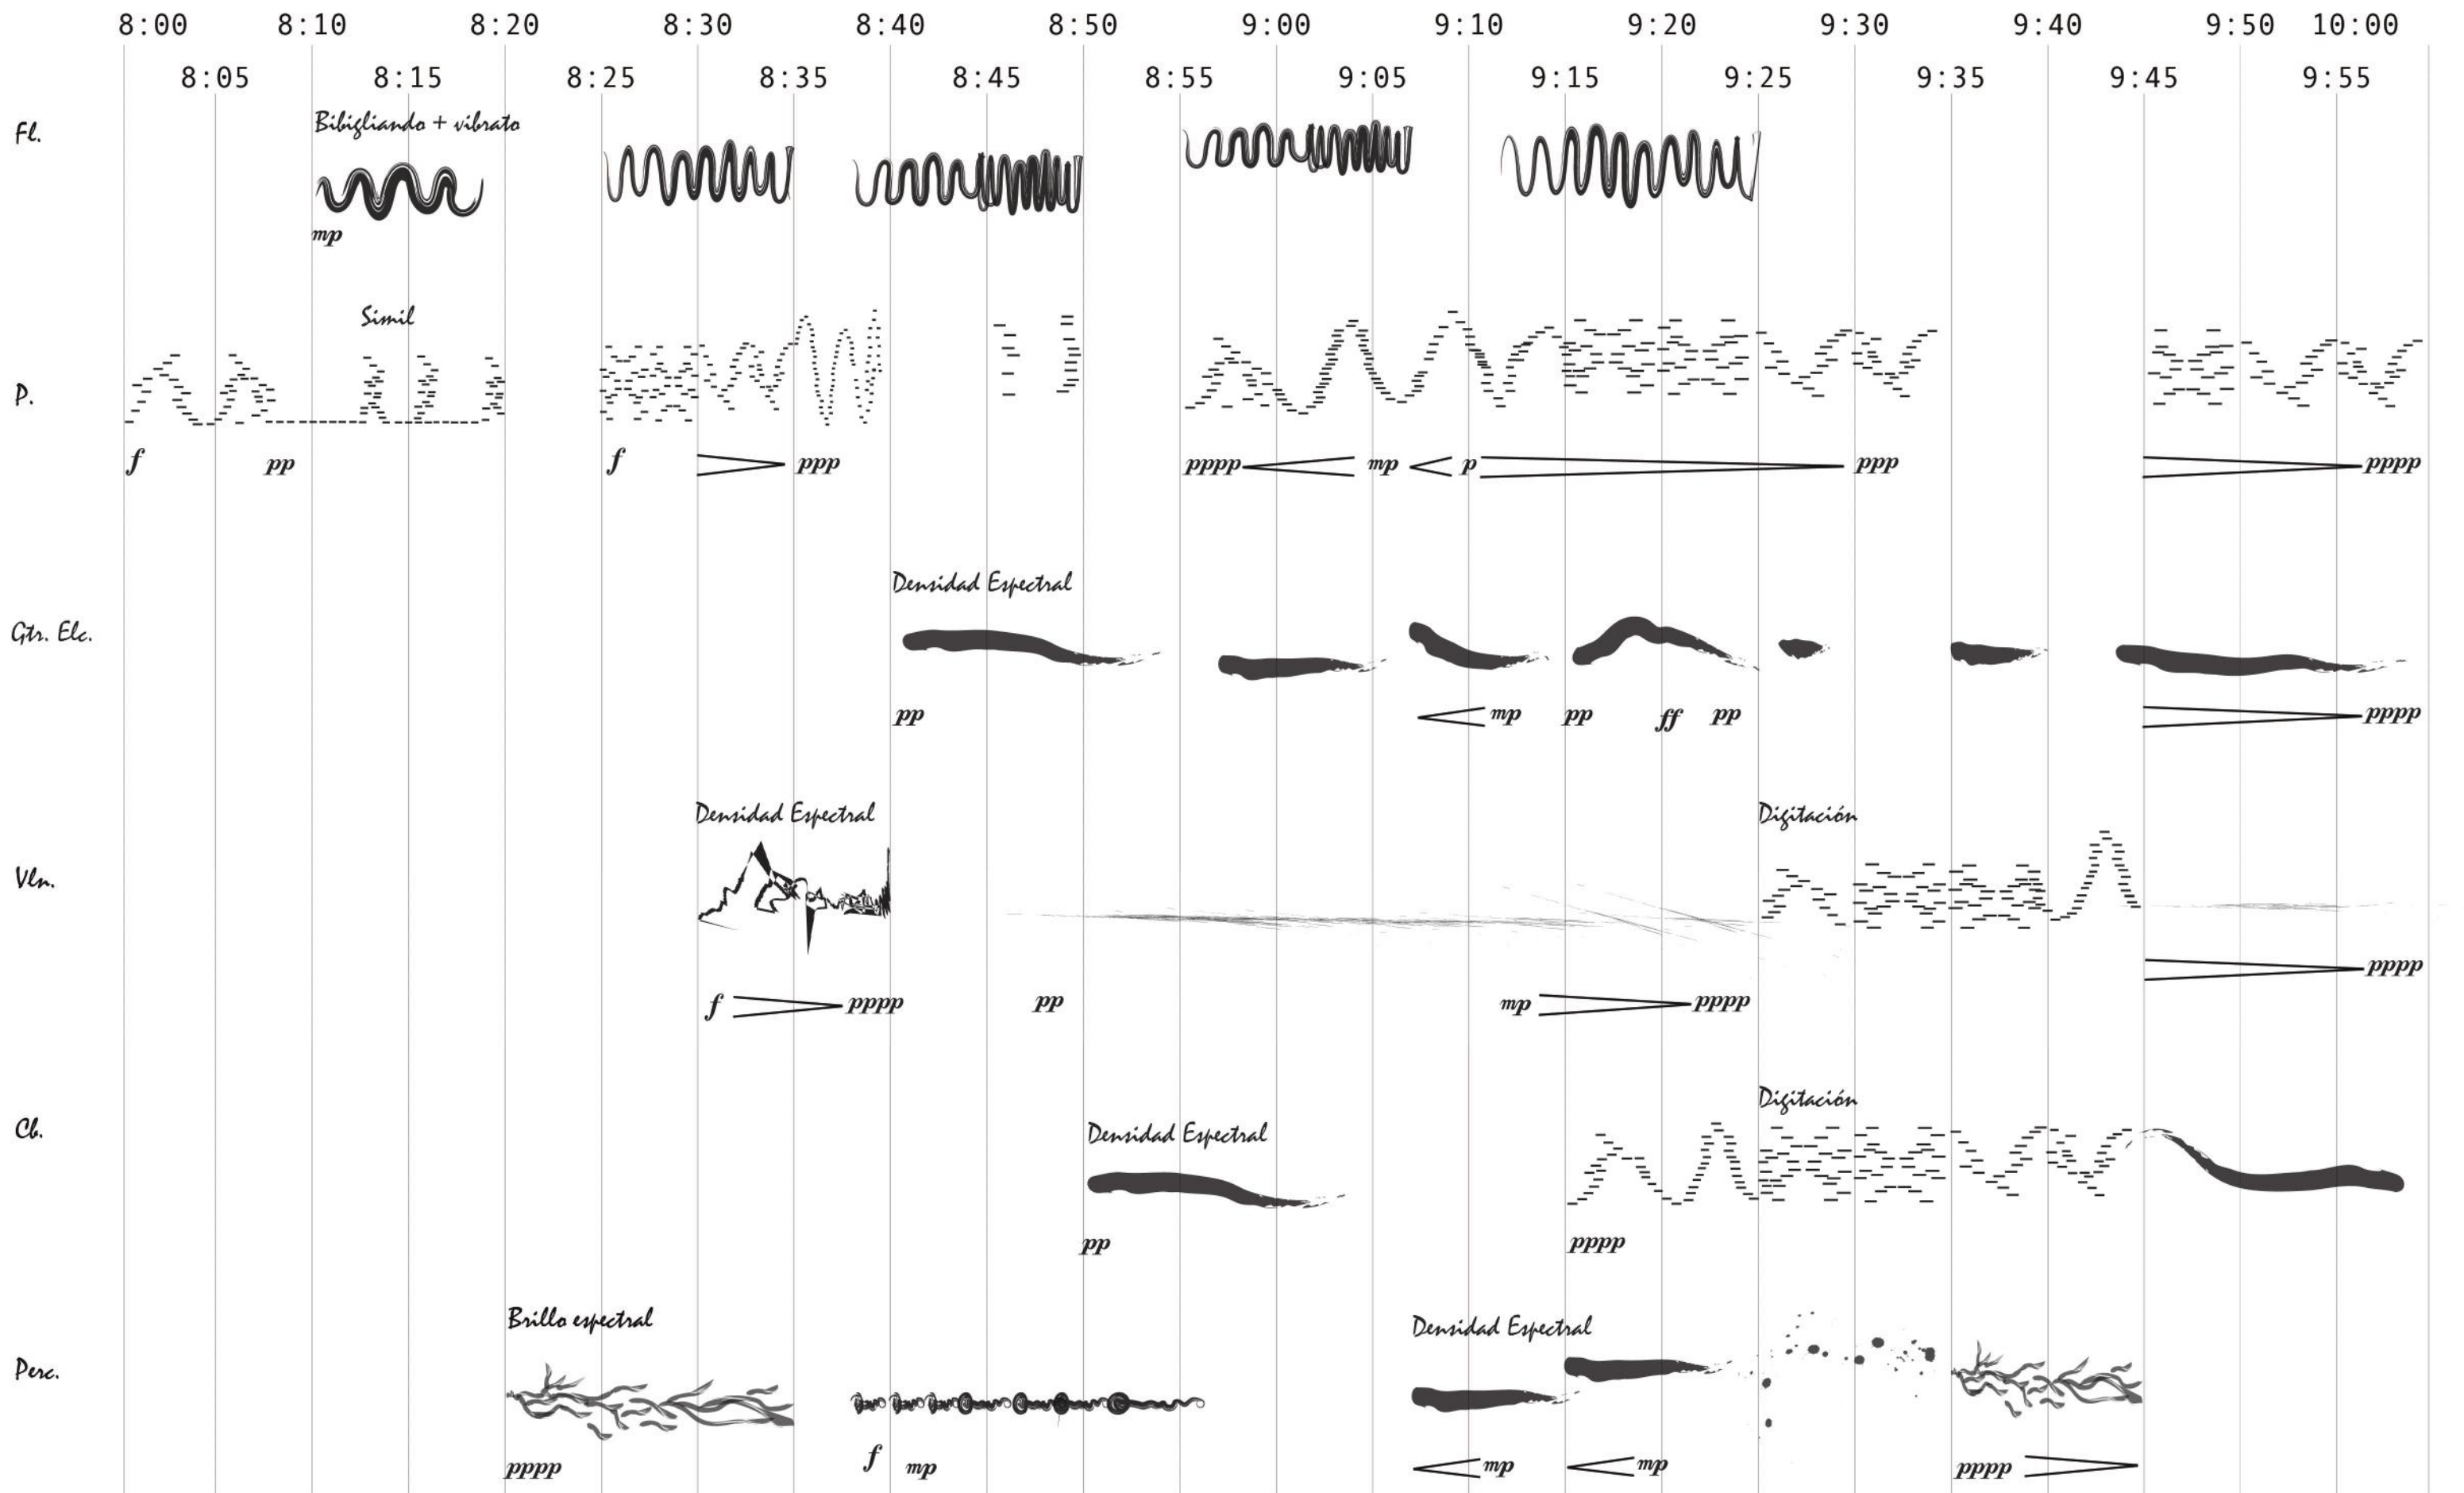 8:00 8:10 8:20 8:30 8:40 8:50 9:00 9:10 9:20 9:30 9:40 9:50 10:00
8:05 8:15 8:25 8:35 8:45 8:55 9:05 9:15 9:25 9:35 9:45 9:55
Fl.
Bibigliando + vibrato
mp
Simil
P.
f pp f ppp pppp mp p ppp pppp
Densidad Espectral
Gtr. Elc.
pp mp pp ff pp pppp
Densidad Espectral Digitación
Vln.
pppp
f pppp pp mp pppp
Digitación
Cb.
Densidad Espectral
pp pppp
Brillo espectral Densidad Espectral
Perc.
pppp f mp mp mp pppp